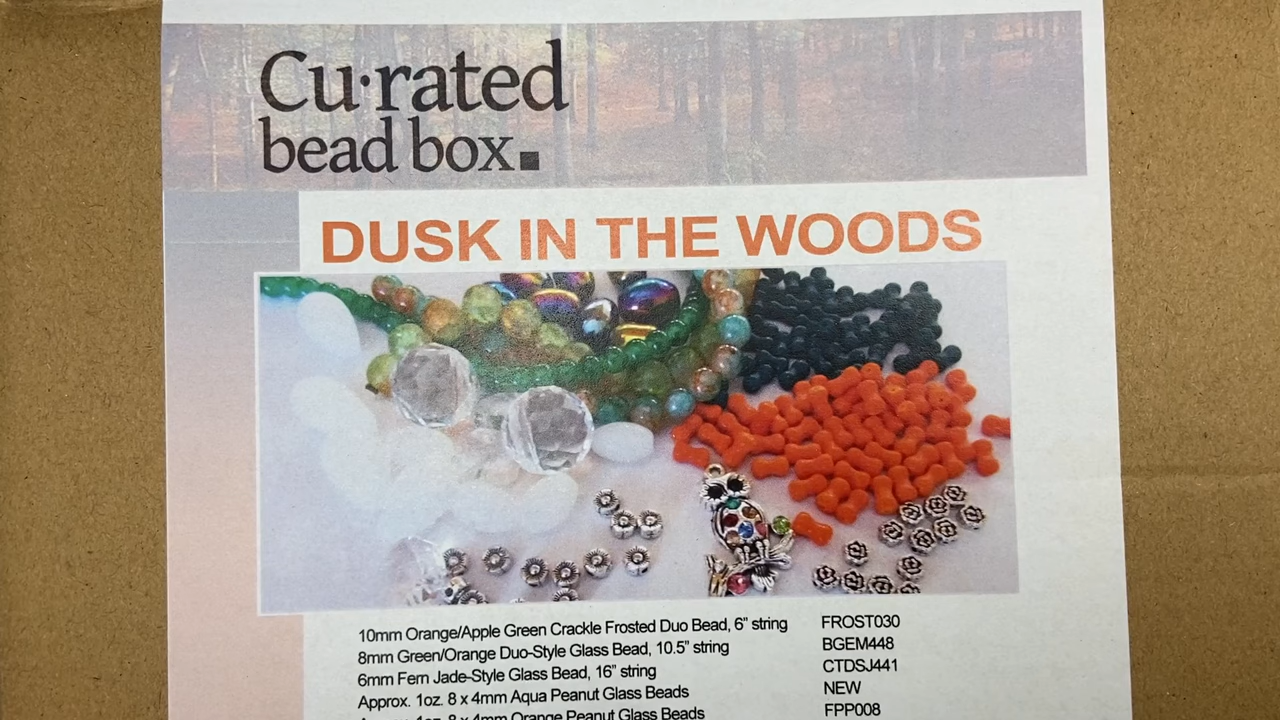 Cu·rated
bead box
DUSK IN THE WOODS
10mm Orange/Apple Green Crackle Frosted Duo Bead, 6” string FROST030
8mm Green/Orange Duo-Style Glass Bead, 10.5” string BGEM448
6mm Fern Jade-Style Glass Bead, 16” string CTDSJ441
Approx. 1oz. 8 x 4mm Aqua Peanut Glass Beads NEW
Approx. 1oz. 8 x 4mm Orange Peanut Glass Beads FPP008